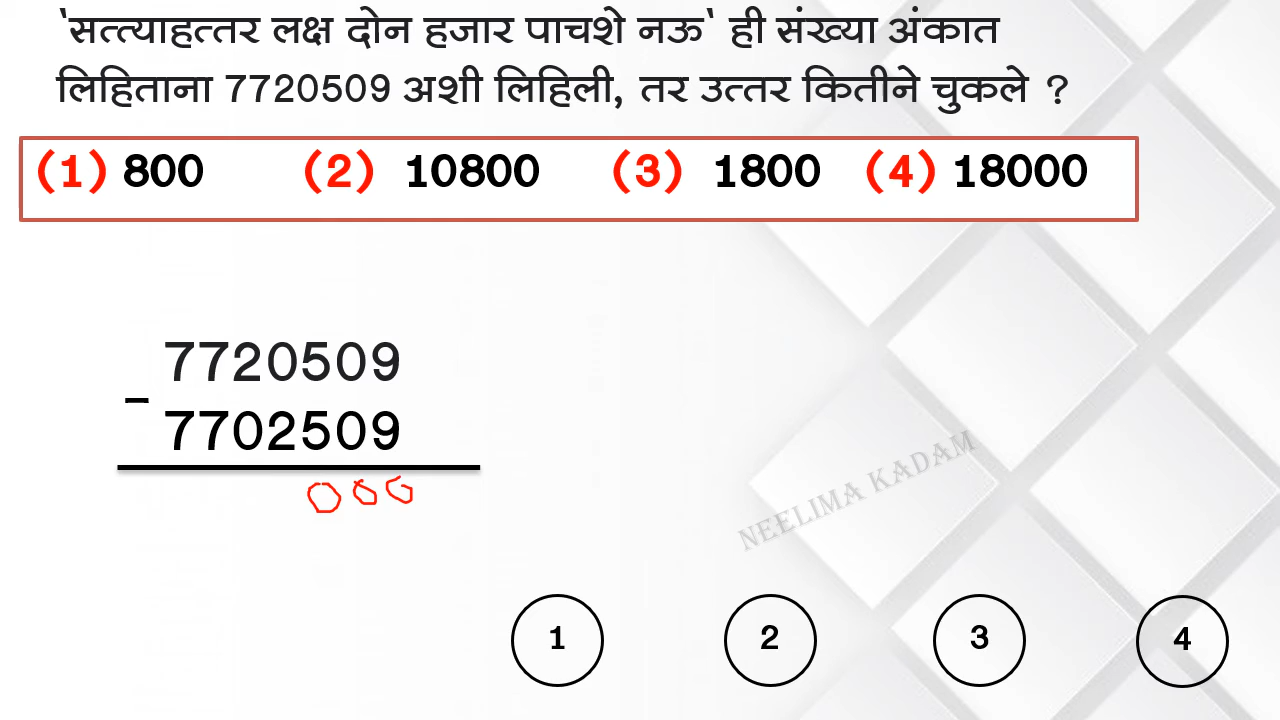 'सत्त्याहत्तर लक्ष दोन हजार पाचशे नऊ' ही संख्या अंकात
लिहिताना 7720509 अशी लिहिली, तर उत्तर कितीने चुकले ?
(1) 800 (2) 10800 (3) 1800 (4) 18000
7720509
-
7702509
000
NEELIMA KADAM
1 2 3 4